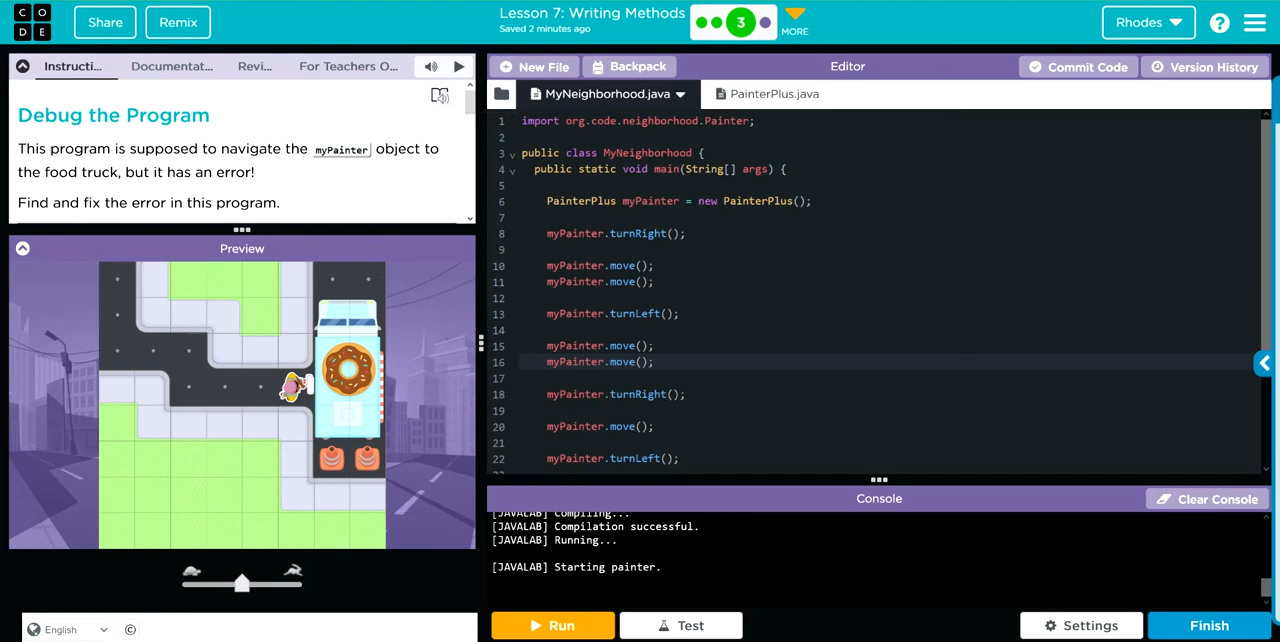 C O
D E
Share
Remix
Lesson 7: Writing Methods
Saved 2 minutes ago
3
MORE
Rhodes
?
Instructi...
Documentat...
Revi...
For Teachers O...
Debug the Program
This program is supposed to navigate the myPainter object to
the food truck, but it has an error!
Find and fix the error in this program.
Preview
English
©
New File
Backpack
Editor
Commit Code
Version History
MyNeighborhood.java
PainterPlus.java
1 import org.code.neighborhood.Painter;
2
3 public class MyNeighborhood {
4 public static void main(String[] args) {
5
6 PainterPlus myPainter = new PainterPlus();
7
8 myPainter.turnRight();
9
10 myPainter.move();
11 myPainter.move();
12
13 myPainter.turnLeft();
14
15 myPainter.move();
16 myPainter.move();
17
18 myPainter.turnRight();
19
20 myPainter.move();
21
22 myPainter.turnLeft();
Console
Clear Console
[JAVALAB] Compiling...
[JAVALAB] Compilation successful.
[JAVALAB] Running...
[JAVALAB] Starting painter.
Run
Test
Settings
Finish